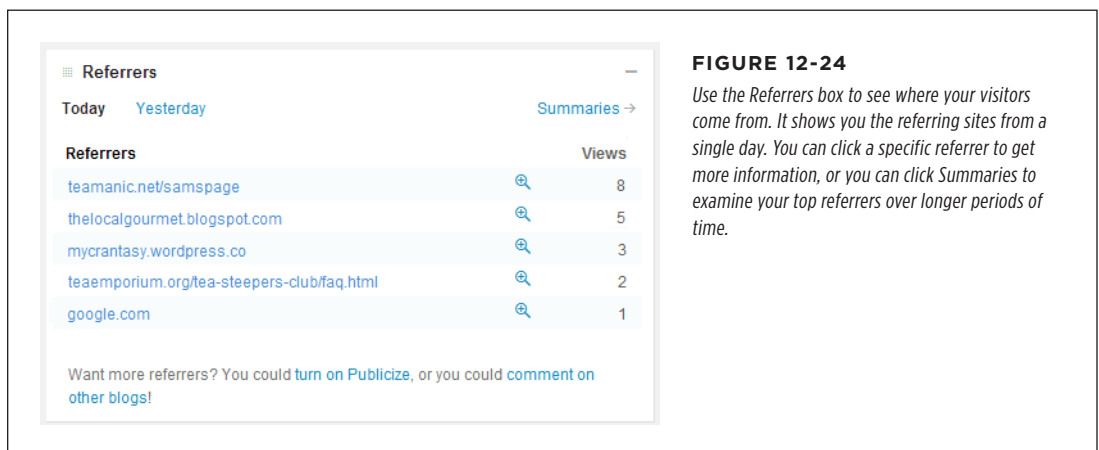 Referrers
Today Yesterday Summaries →
Referrers Views
teamanic.net/samspage 8
thelocalgourmet.blogspot.com 5
mycrantasy.wordpress.co 3
teaemporium.org/tea-steepers-club/faq.html 2
google.com 1
Want more referrers? You could turn on Publicize, or you could comment on
other blogs!
FIGURE 12-24
Use the Referrers box to see where your visitors
come from. It shows you the referring sites from a
single day. You can click a specific referrer to get
more information, or you can click Summaries to
examine your top referrers over longer periods of
time.